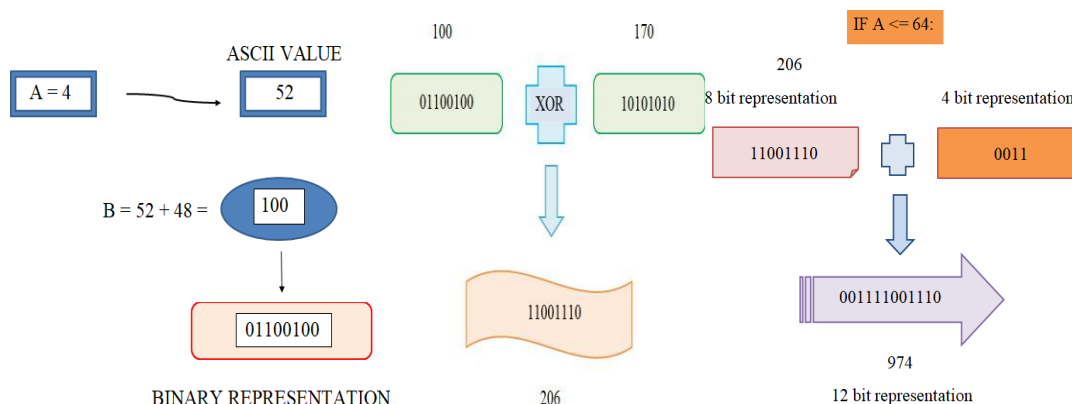 A = 4
ASCII VALUE
52
B = 52 + 48 =
100
01100100
BINARY REPRESENTATION
100
170
01100100
XOR
10101010
11001110
206
IF A <= 64:
206
8 bit representation
4 bit representation
11001110
0011
001111001110
974
12 bit representation